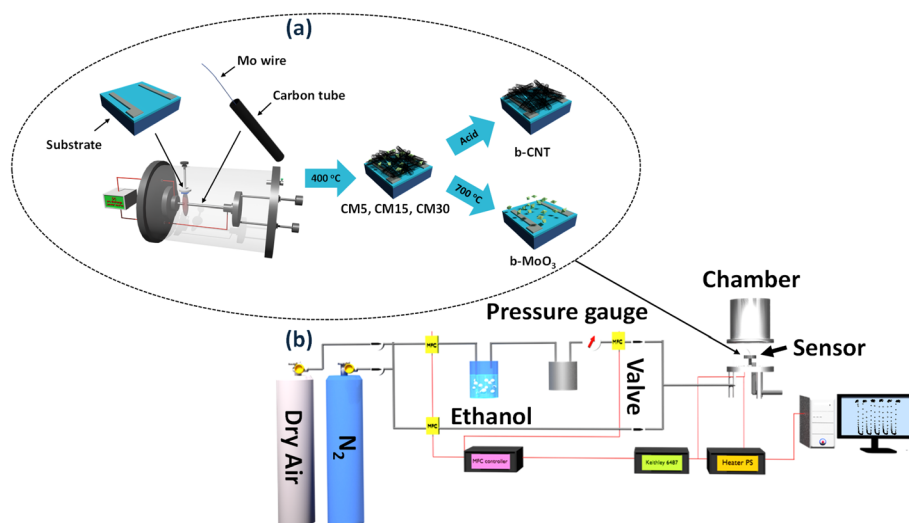 (a)
Mo wire
Carbon tube
Substrate
400 °C
Acid
b-CNT
700 °C
CM5, CM15, CM30
b-MoO₃
Chamber
Pressure gauge
(b)
MFC
MFC
Sensor
Valve
Ethanol
MFC
Dry Air
N₂
MFC controller
Keithley 6487
Heater PS